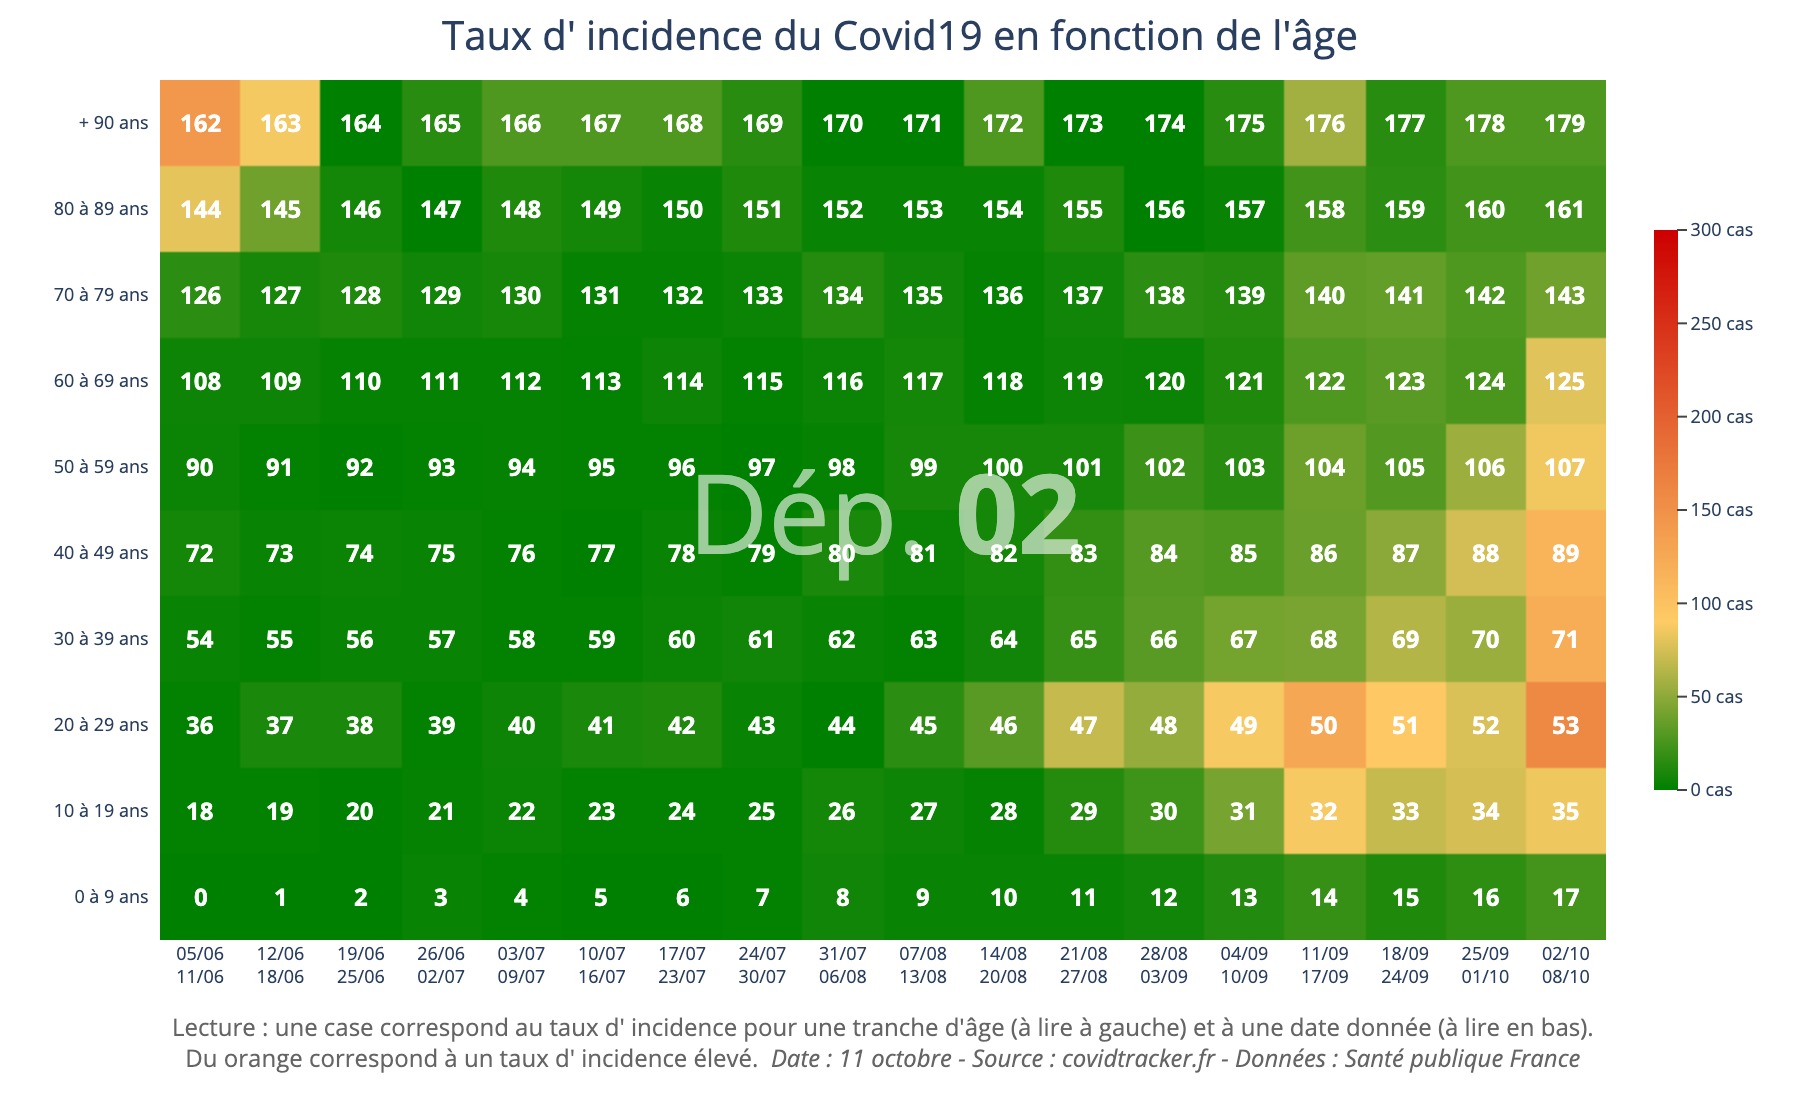 Taux d' incidence du Covid19 en fonction de l'âge
+ 90 ans 162 163 164 165 166 167 168 169 170 171 172 173 174 175 176 177 178 179
80 à 89 ans 144 145 146 147 148 149 150 151 152 153 154 155 156 157 158 159 160 161
70 à 79 ans 126 127 128 129 130 131 132 133 134 135 136 137 138 139 140 141 142 143
60 à 69 ans 108 109 110 111 112 113 114 115 116 117 118 119 120 121 122 123 124 125
50 à 59 ans 90 91 92 93 94 95 96 97 98 99 100 101 102 103 104 105 106 107
Dép. 02
40 à 49 ans 72 73 74 75 76 77 78 79 80 81 82 83 84 85 86 87 88 89
30 à 39 ans 54 55 56 57 58 59 60 61 62 63 64 65 66 67 68 69 70 71
20 à 29 ans 36 37 38 39 40 41 42 43 44 45 46 47 48 49 50 51 52 53
10 à 19 ans 18 19 20 21 22 23 24 25 26 27 28 29 30 31 32 33 34 35
0 à 9 ans 0 1 2 3 4 5 6 7 8 9 10 11 12 13 14 15 16 17
05/06 12/06 19/06 26/06 03/07 10/07 17/07 24/07 31/07 07/08 14/08 21/08 28/08 04/09 11/09 18/09 25/09 02/10
11/06 18/06 25/06 02/07 09/07 16/07 23/07 30/07 06/08 13/08 20/08 27/08 03/09 10/09 17/09 24/09 01/10 08/10
300 cas
250 cas
200 cas
150 cas
100 cas
50 cas
0 cas
Lecture : une case correspond au taux d' incidence pour une tranche d'âge (à lire à gauche) et à une date donnée (à lire en bas).
Du orange correspond à un taux d' incidence élevé. Date : 11 octobre - Source : covidtracker.fr - Données : Santé publique France